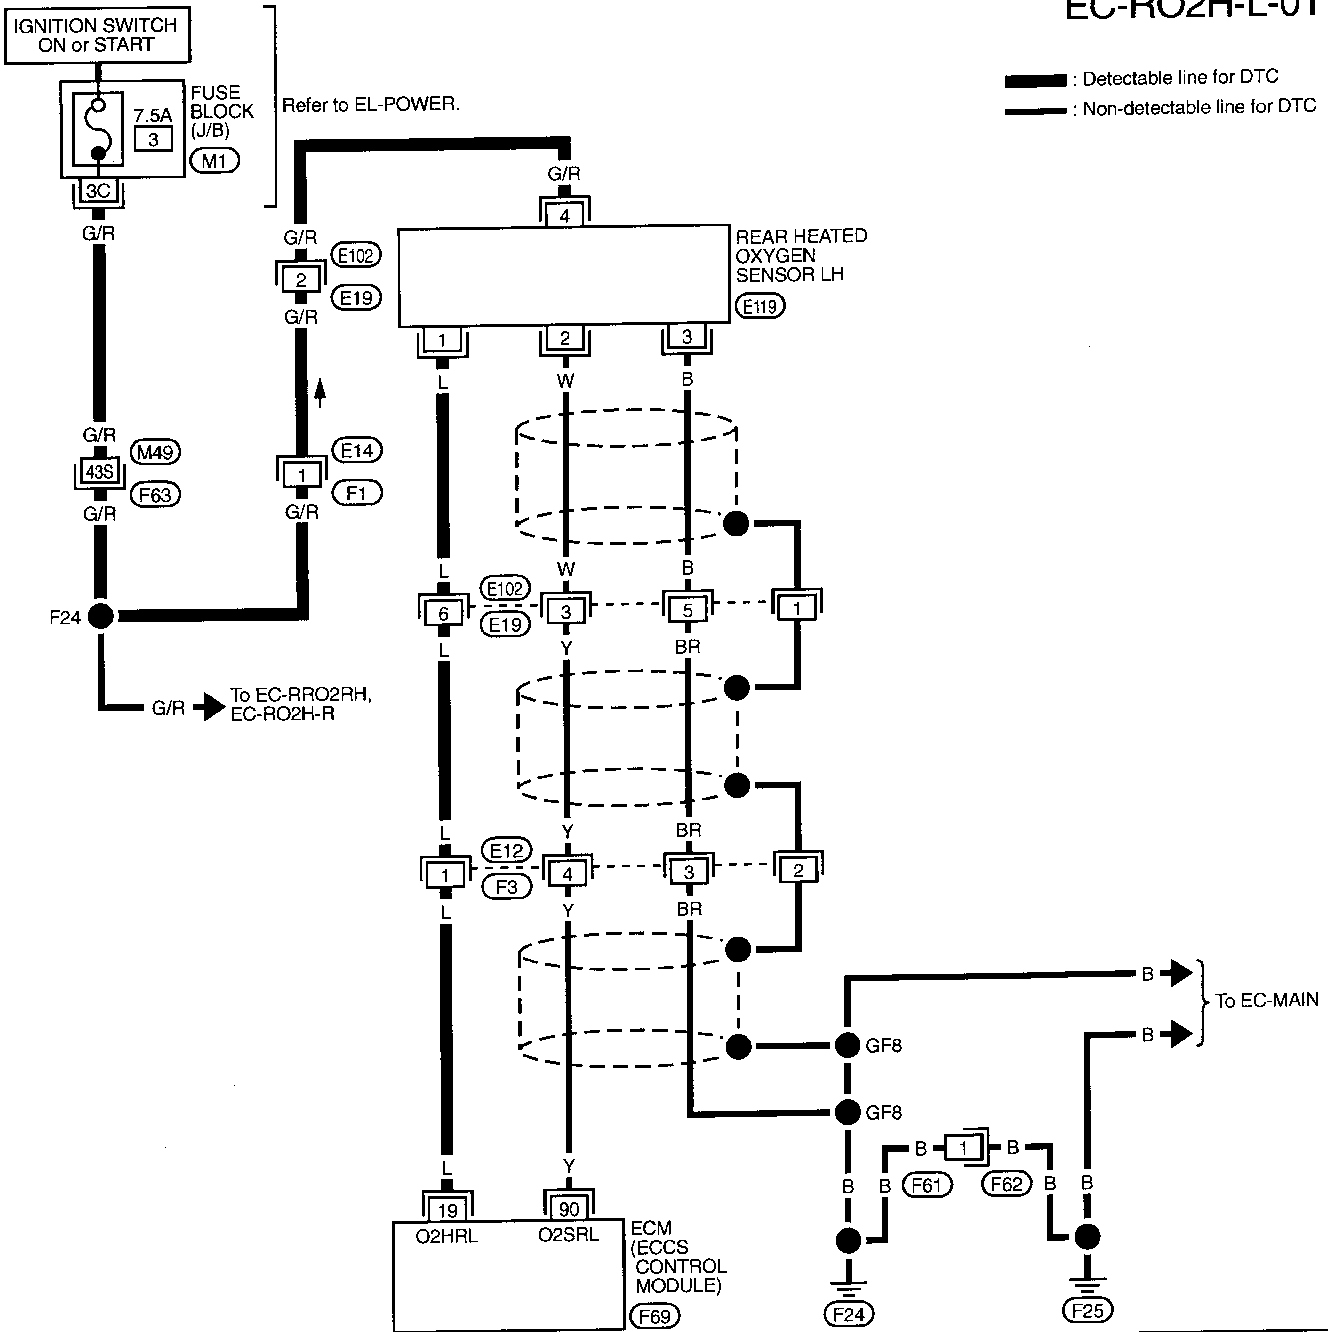 EC-RO2H-L-01
IGNITION SWITCH
ON or START
FUSE
BLOCK
(J/B)
M1
7.5A
3
3C
Refer to EL-POWER.
: Detectable line for DTC
: Non-detectable line for DTC
G/R
G/R
4
G/R
E102
2
E19
G/R
REAR HEATED
OXYGEN
SENSOR LH
E119
1
2
3
L
W
B
G/R
M49
43S
F63
G/R
E14
1
F1
G/R
L
W
B
E102
6
3
5
1
E19
L
Y
BR
F24
G/R
To EC-RRO2RH,
EC-RO2H-R
L
Y
BR
E12
1
4
3
2
F3
L
Y
BR
B
To EC-MAIN
B
GF8
GF8
L
Y
B
1
B
B
B
F61
F62
B
B
19
90
O2HRL
O2SRL
ECM
(ECCS
CONTROL
MODULE)
F69
F24
F25